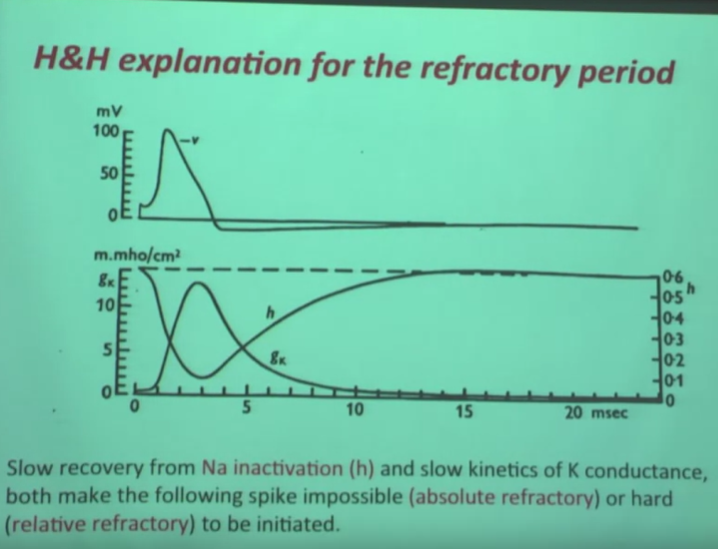 H&H explanation for the refractory period
mV
100
50
0
-v
m.mho/cm²
gK
10
5
0
h
gK
0·6
0·5
h
0·4
0·3
0·2
0·1
0
0
5
10
15
20 msec
Slow recovery from Na inactivation (h) and slow kinetics of K conductance,
both make the following spike impossible (absolute refractory) or hard
(relative refractory) to be initiated.